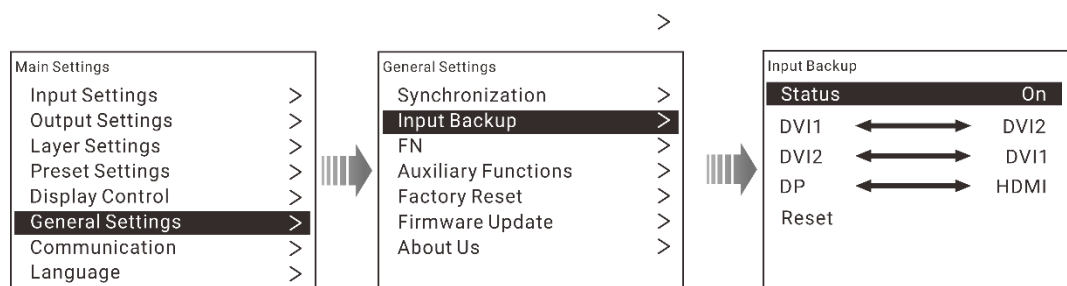 >
Main Settings
Input Settings >
Output Settings >
Layer Settings >
Preset Settings >
Display Control >
General Settings >
Communication >
Language >
General Settings
Synchronization >
Input Backup >
FN >
Auxiliary Functions >
Factory Reset >
Firmware Update >
About Us >
Input Backup
Status On
DVI1 DVI2
DVI2 DVI1
DP HDMI
Reset